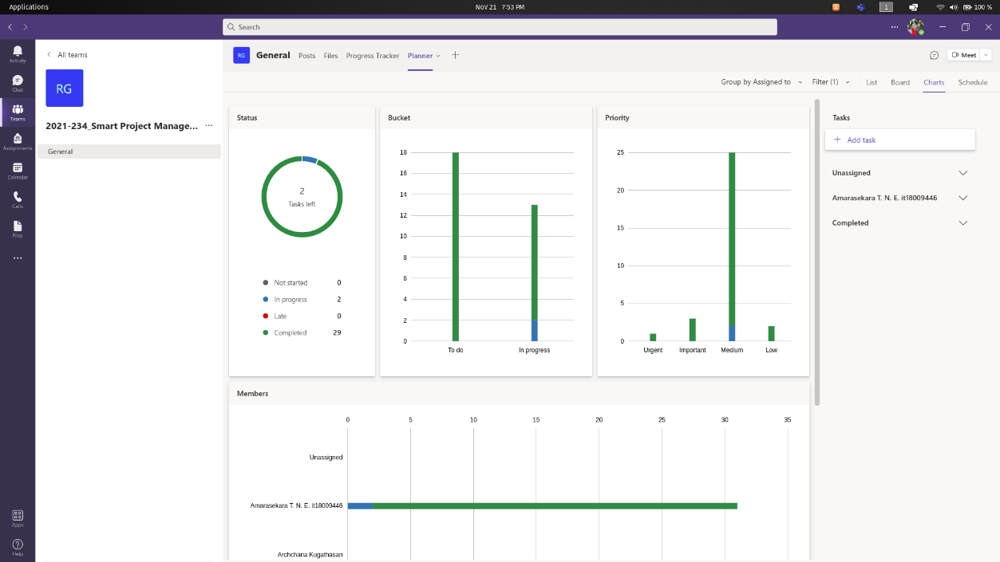 Applications
Nov 21 7:53 PM
1
100 %
Search
Activity
Chat
Teams
Assignments
Calendar
Calls
Files
Apps
Help
All teams
RG
2021-234_Smart Project Manage...
General
RG
General
Posts
Files
Progress Tracker
Planner
Meet
Group by Assigned to
Filter (1)
List
Board
Charts
Schedule
Status
2
Tasks left
Not started 0
In progress 2
Late 0
Completed 29
Bucket
18
16
14
12
10
8
6
4
2
0
To do
In progress
Priority
25
20
15
10
5
0
Urgent
Important
Medium
Low
Members
0 5 10 15 20 25 30 35
Unassigned
Amarasekara T. N. E. it18009446
Archchana Kugathasan
Tasks
Add task
Unassigned
Amarasekara T. N. E. it18009446
Completed